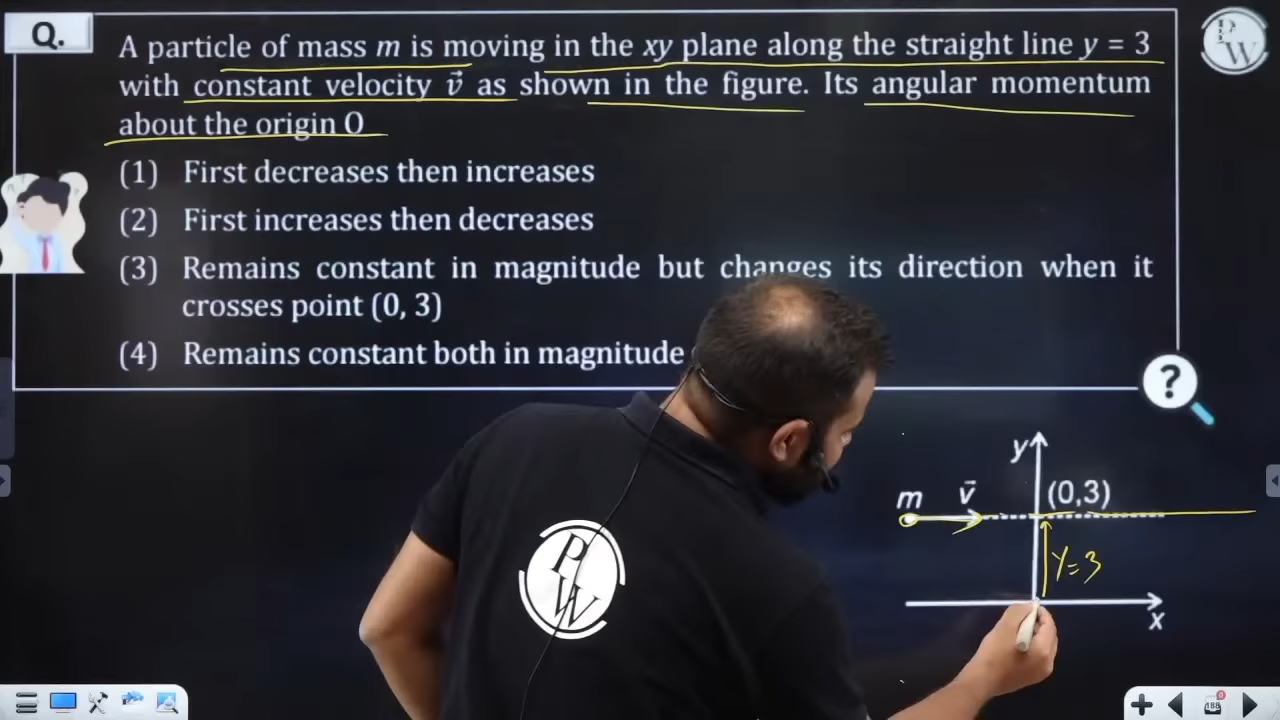 Q.
A particle of mass m is moving in the xy plane along the straight line y = 3
with constant velocity v⃗ as shown in the figure. Its angular momentum
about the origin O
(1) First decreases then increases
(2) First increases then decreases
(3) Remains constant in magnitude but changes its direction when it
crosses point (0, 3)
(4) Remains constant both in magnitude
?
PW
y
m v⃗ (0,3)
Y=3
x
PW
188